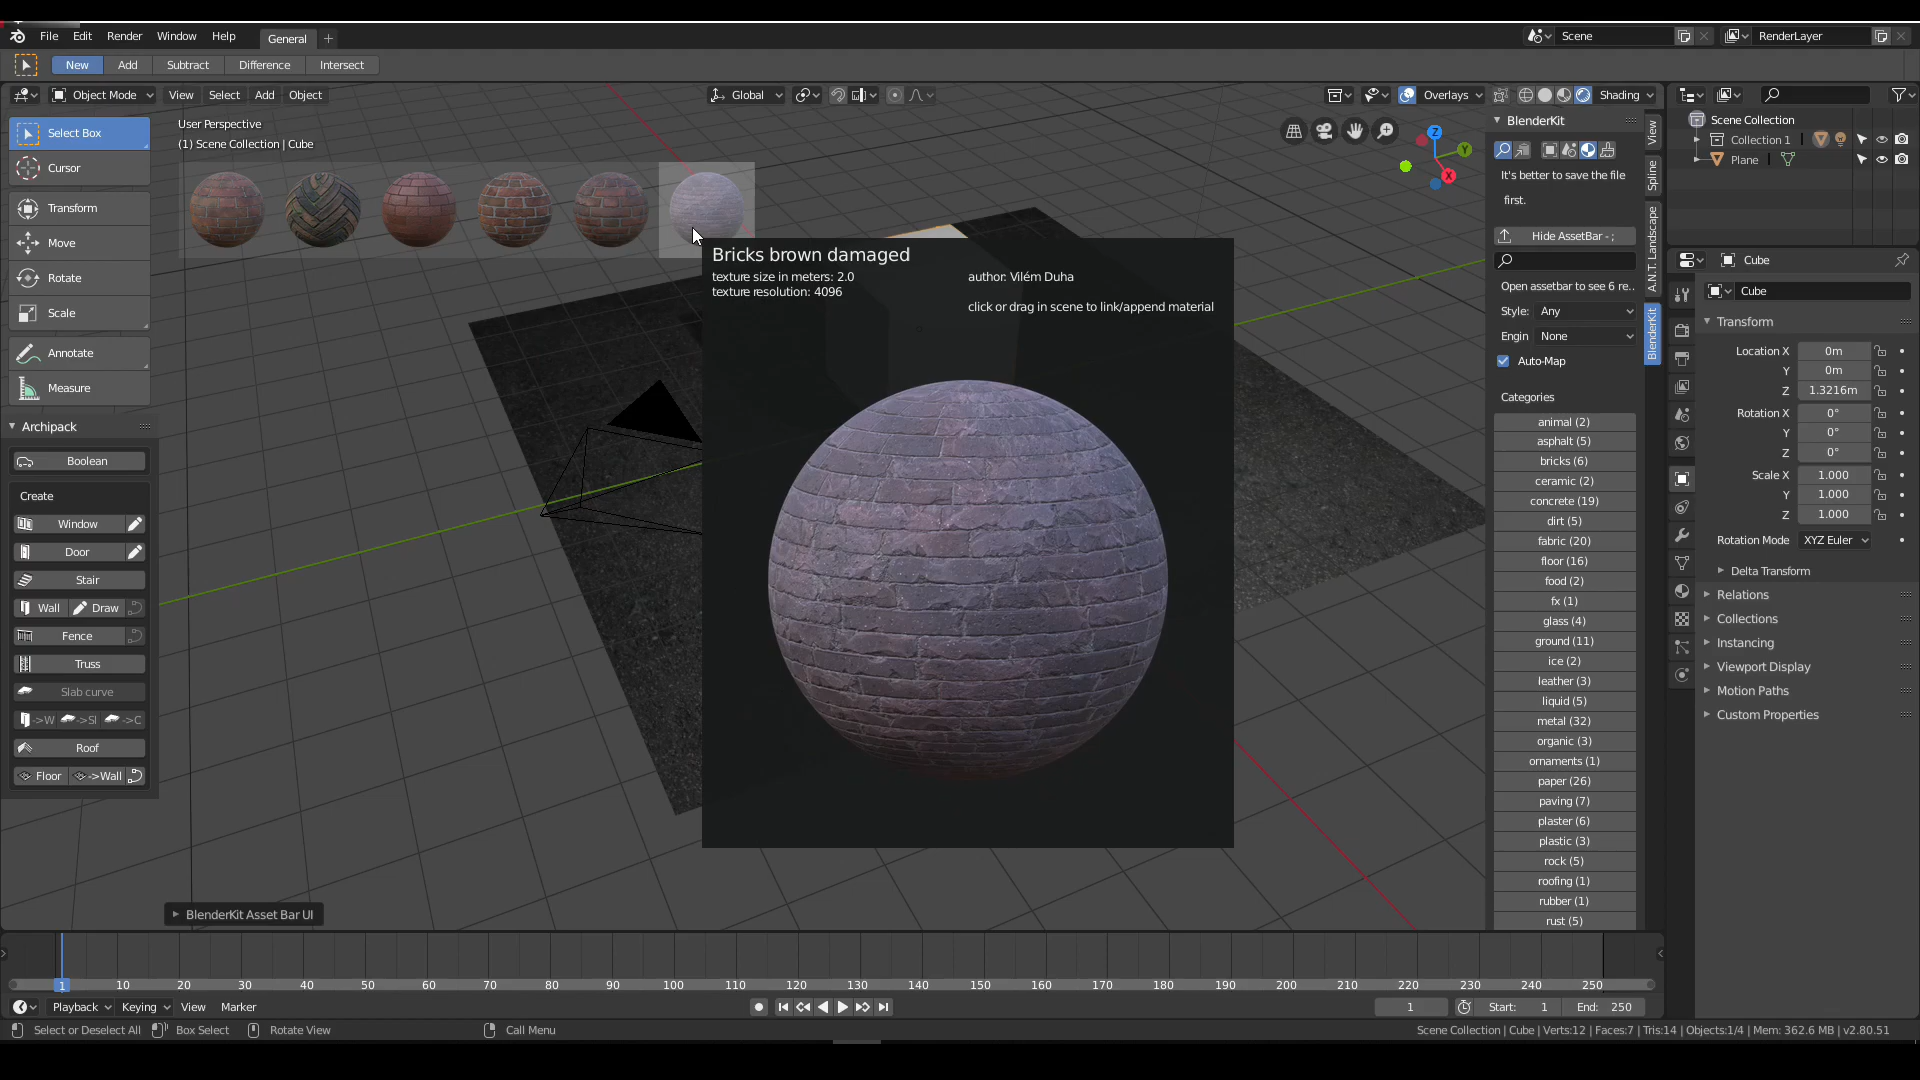 File Edit Render Window Help General + Scene RenderLayer
New Add Subtract Difference Intersect
Object Mode View Select Add Object Global Overlays Shading
Select Box
Cursor
Transform
Move
Rotate
Scale
Annotate
Measure
Archipack
Boolean
Create
Window
Door
Stair
Wall Draw
Fence
Truss
Slab curve
->W ->Sl ->C
Roof
Floor ->Wall
User Perspective
(1) Scene Collection | Cube
Bricks brown damaged
texture size in meters: 2.0 author: Vilém Duha
texture resolution: 4096
click or drag in scene to link/append material
Z
Y
X
BlenderKit Asset Bar UI
BlenderKit
It's better to save the file
first.
Hide AssetBar - ;
Open assetbar to see 6 re..
Style: Any
Engin None
Auto-Map
Categories
animal (2)
asphalt (5)
bricks (6)
ceramic (2)
concrete (19)
dirt (5)
fabric (20)
floor (16)
food (2)
fx (1)
glass (4)
ground (11)
ice (2)
leather (3)
liquid (5)
metal (32)
organic (3)
ornaments (1)
paper (26)
paving (7)
plaster (6)
plastic (3)
rock (5)
roofing (1)
rubber (1)
rust (5)
View
Spline
A.N.T. Landscape
BlenderKit
Scene Collection
Collection 1
Plane
Cube
Cube
Transform
Location X 0m
Y 0m
Z 1.3216m
Rotation X 0°
Y 0°
Z 0°
Scale X 1.000
Y 1.000
Z 1.000
Rotation Mode XYZ Euler
Delta Transform
Relations
Collections
Instancing
Viewport Display
Motion Paths
Custom Properties
1 10 20 30 40 50 60 70 80 90 100 110 120 130 140 150 160 170 180 190 200 210 220 230 240 250
Playback Keying View Marker 1 Start: 1 End: 250
Select or Deselect All Box Select Rotate View Call Menu Scene Collection | Cube | Verts:12 | Faces:7 | Tris:14 | Objects:1/4 | Mem: 362.6 MB | v2.80.51